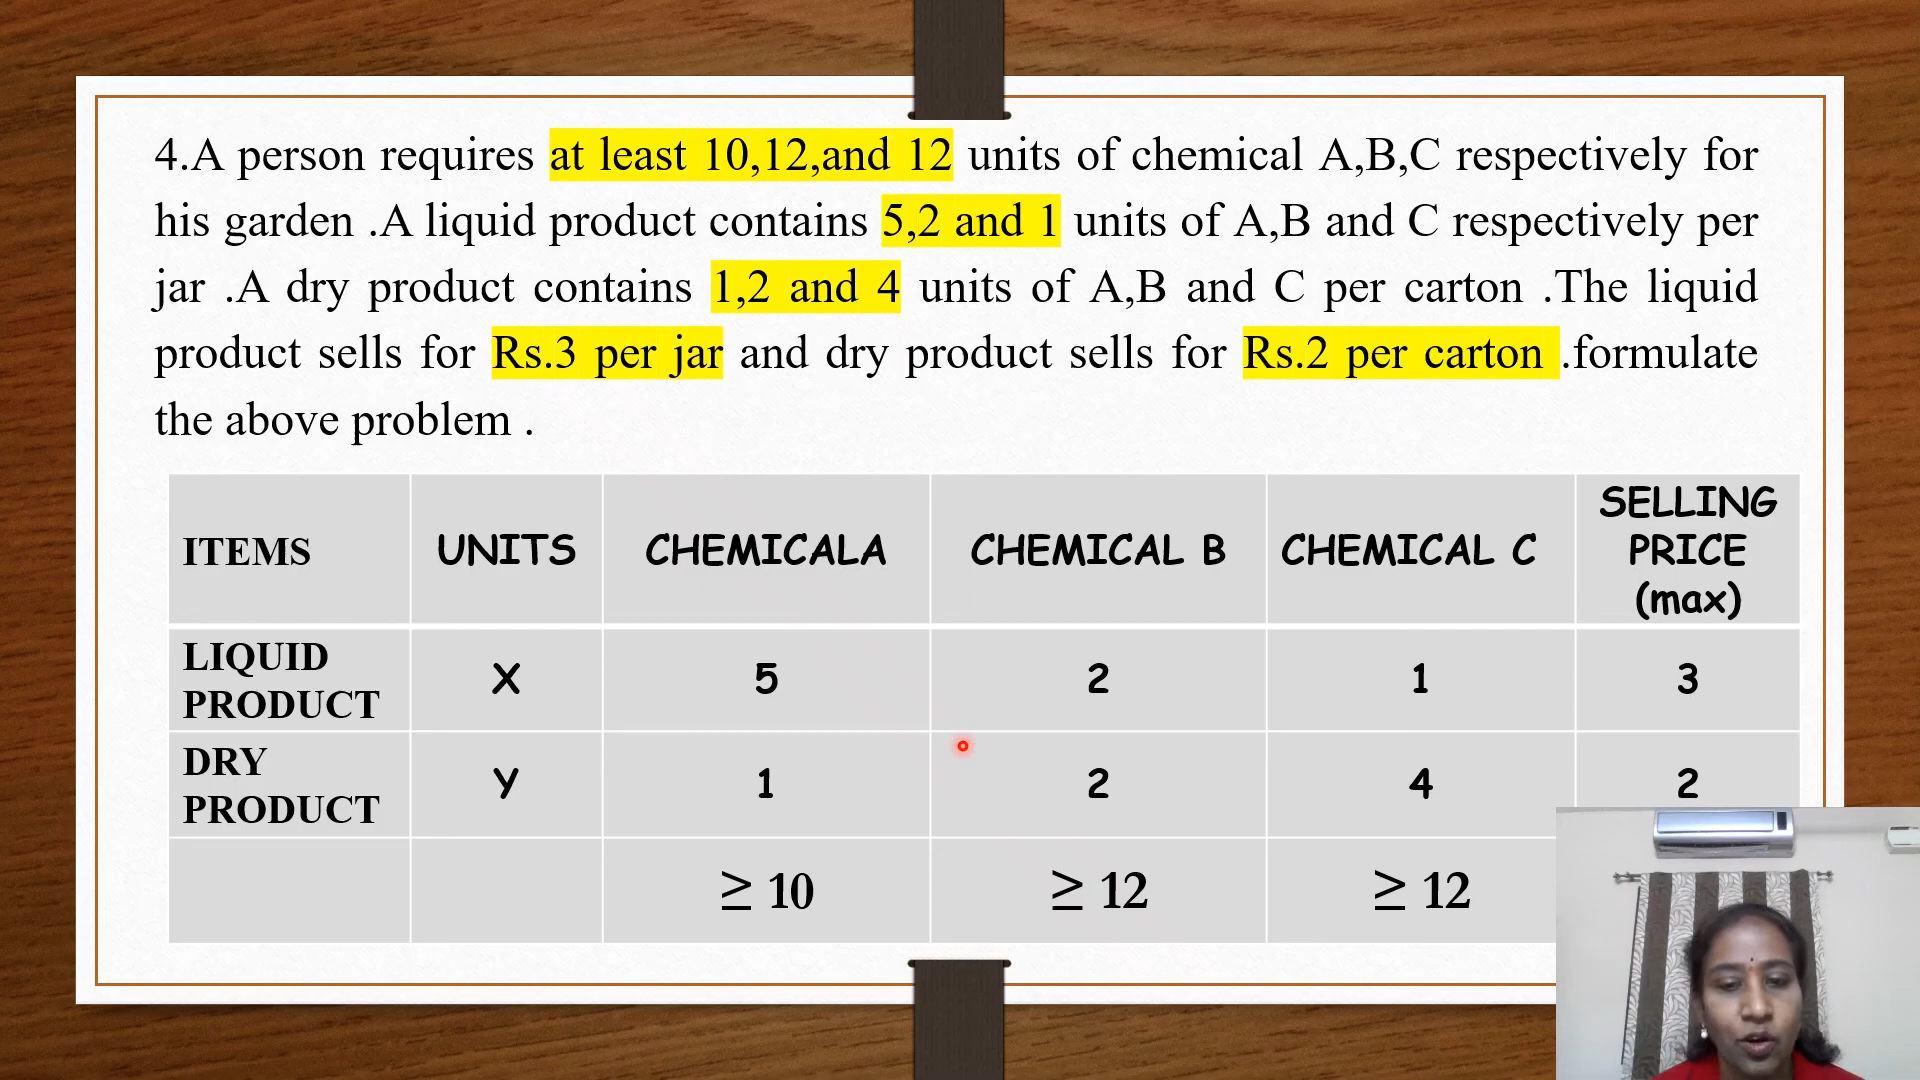 4.A person requires at least 10,12,and 12 units of chemical A,B,C respectively for
his garden .A liquid product contains 5,2 and 1 units of A,B and C respectively per
jar .A dry product contains 1,2 and 4 units of A,B and C per carton .The liquid
product sells for Rs.3 per jar and dry product sells for Rs.2 per carton .formulate
the above problem .
ITEMS UNITS CHEMICALA CHEMICAL B CHEMICAL C SELLING
PRICE
(max)
LIQUID
PRODUCT X 5 2 1 3
DRY
PRODUCT Y 1 2 4 2
≥ 10 ≥ 12 ≥ 12